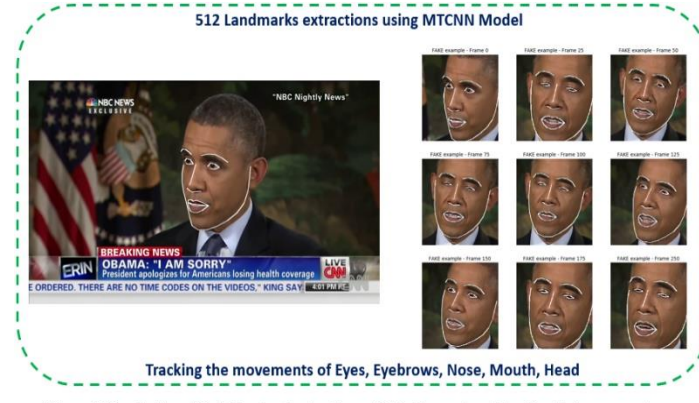 512 Landmarks extractions using MTCNN Model
NBC NEWS
EXCLUSIVE
"NBC Nightly News"
BREAKING NEWS
ERIN
OBAMA: "I AM SORRY"
President apologizes for Americans losing health coverage
LIVE
CNN
E ORDERED. THERE ARE NO TIME CODES ON THE VIDEOS," KING SAY
4:01 PM
FAKE example - Frame 0
FAKE example - Frame 25
FAKE example - Frame 50
FAKE example - Frame 75
FAKE example - Frame 100
FAKE example - Frame 125
FAKE example - Frame 150
FAKE example - Frame 175
FAKE example - Frame 250
Tracking the movements of Eyes, Eyebrows, Nose, Mouth, Head